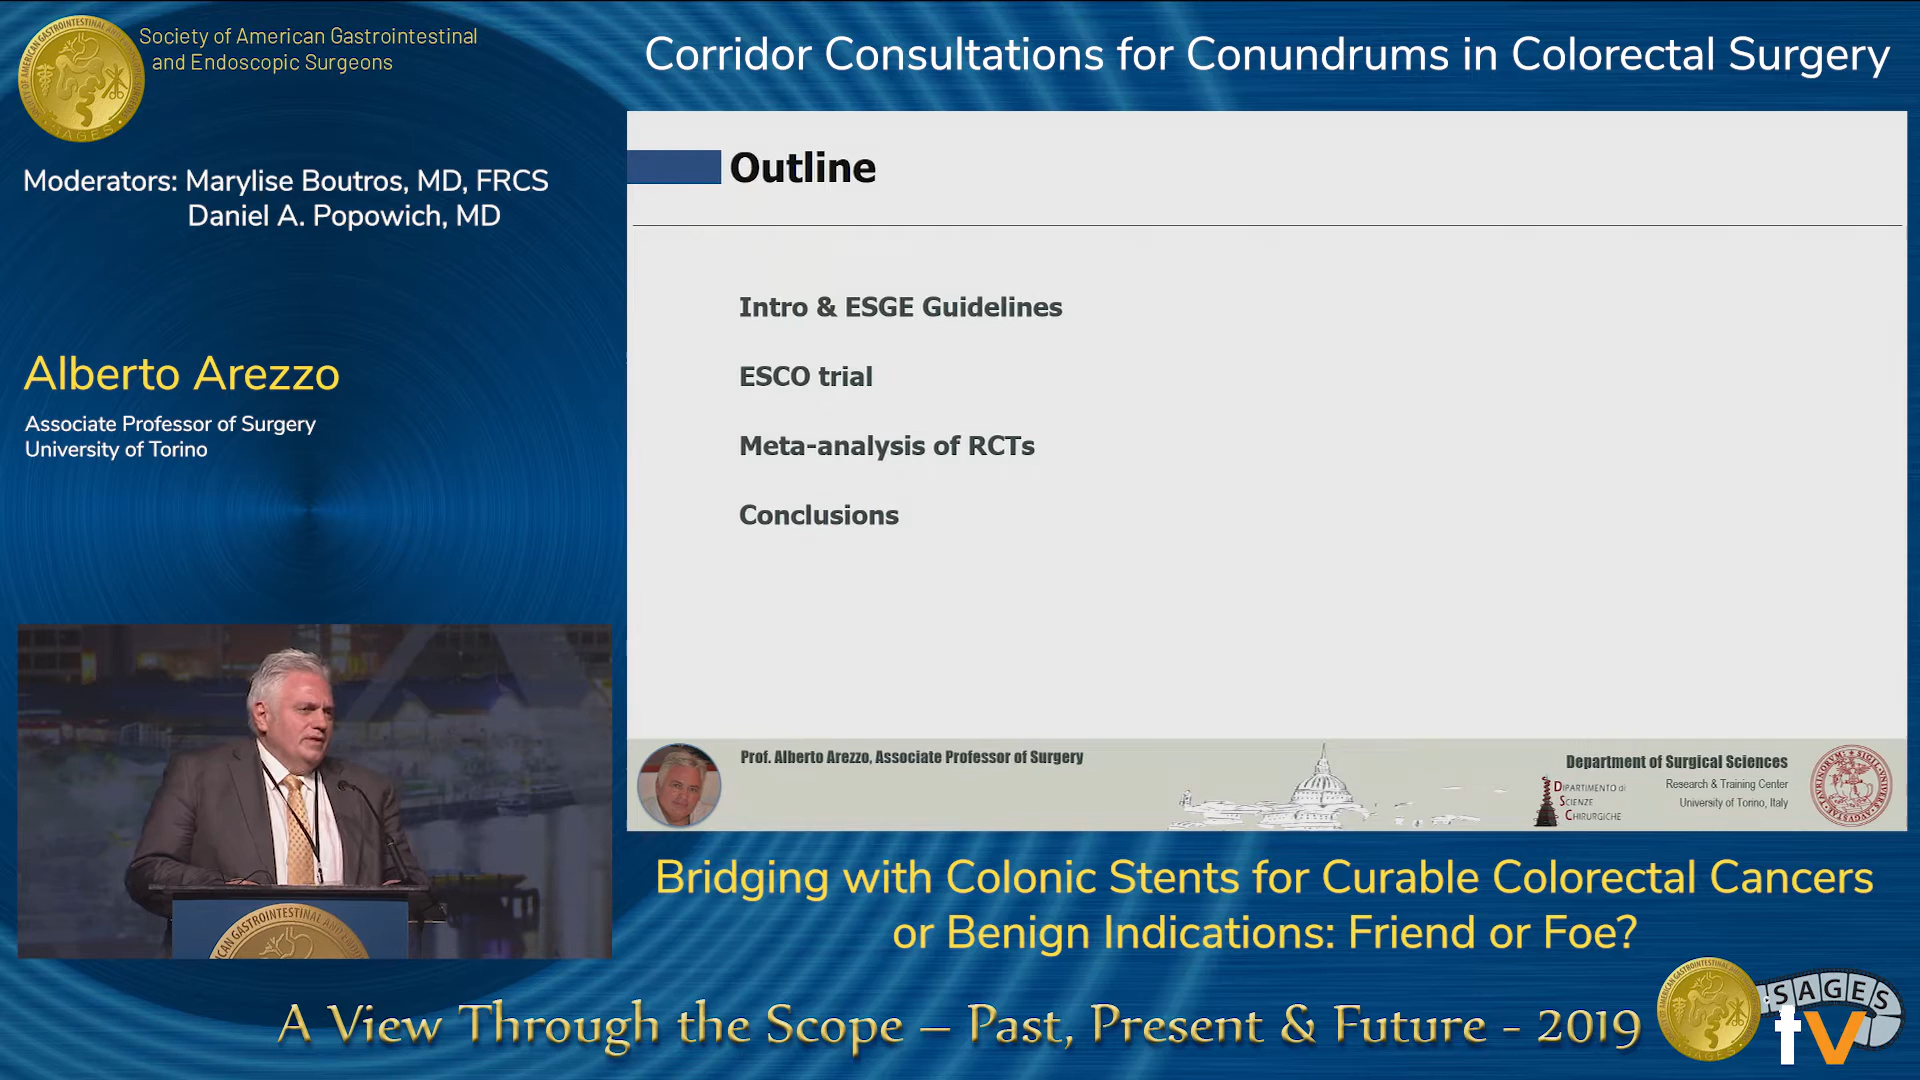 Society of American Gastrointestinal
and Endoscopic Surgeons
Corridor Consultations for Conundrums in Colorectal Surgery
SAGES
Moderators: Marylise Boutros, MD, FRCS
Daniel A. Popowich, MD
Alberto Arezzo
Associate Professor of Surgery
University of Torino
Outline
Intro & ESGE Guidelines
ESCO trial
Meta-analysis of RCTs
Conclusions
Prof. Alberto Arezzo, Associate Professor of Surgery
DIPARTIMENTO di
SCIENZE
CHIRURGICHE
Department of Surgical Sciences
Research & Training Center
University of Torino, Italy
Bridging with Colonic Stents for Curable Colorectal Cancers
or Benign Indications: Friend or Foe?
A View Through the Scope – Past, Present & Future - 2019
SAGES
tv